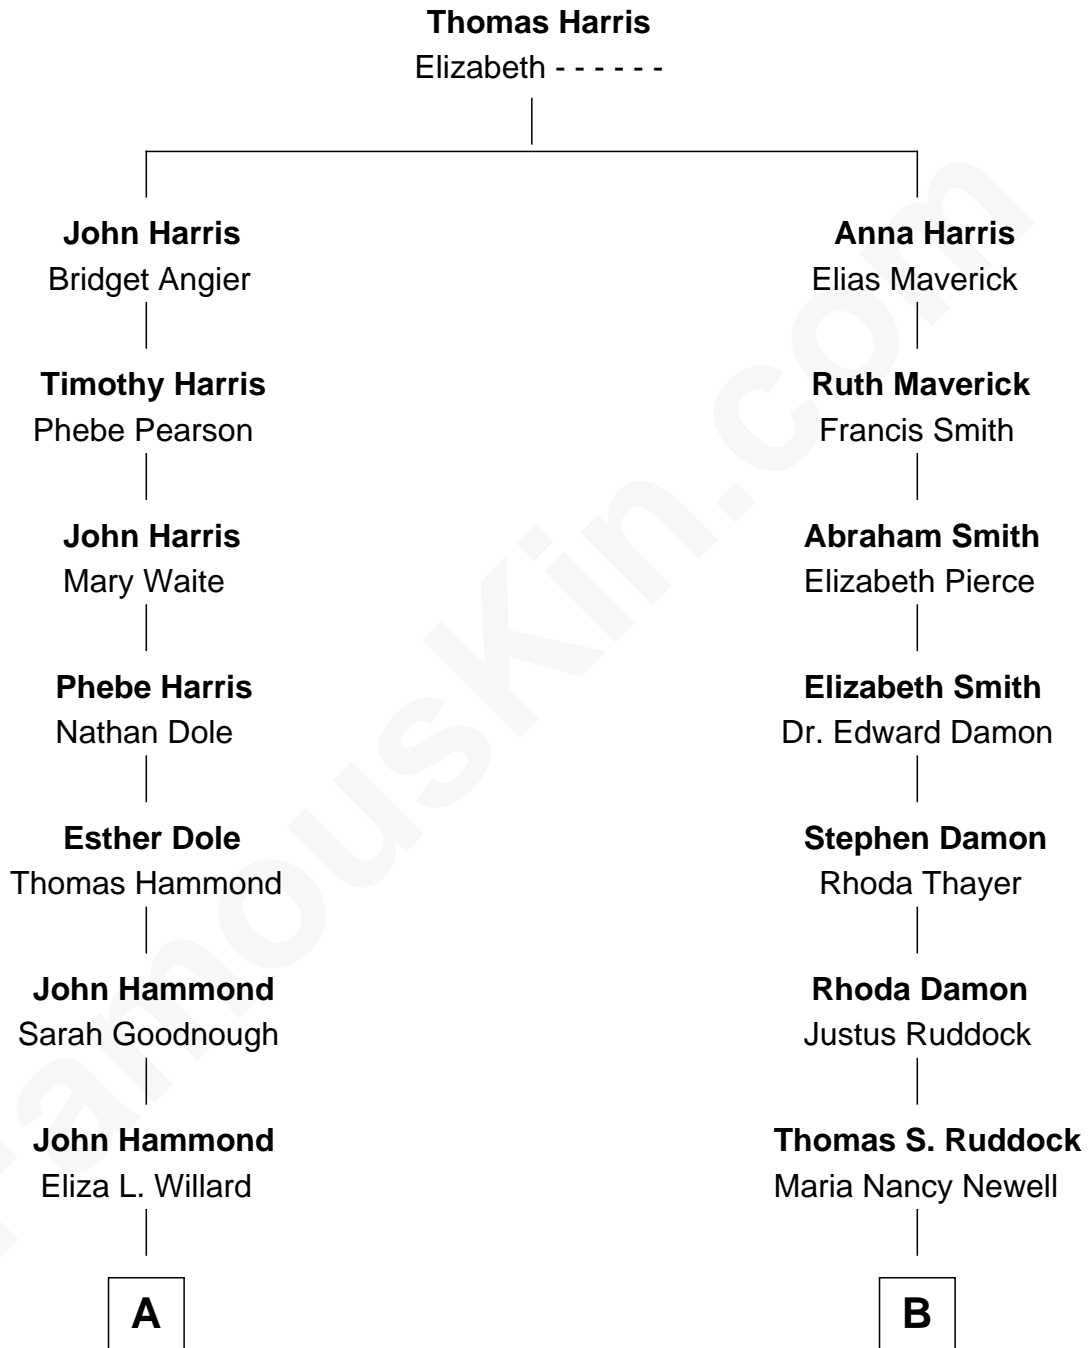 Thomas Harris
Elizabeth - - - - - -
John Harris
Bridget Angier
Anna Harris
Elias Maverick
Timothy Harris
Phebe Pearson
Ruth Maverick
Francis Smith
John Harris
Mary Waite
Abraham Smith
Elizabeth Pierce
Phebe Harris
Nathan Dole
Elizabeth Smith
Dr. Edward Damon
Esther Dole
Thomas Hammond
Stephen Damon
Rhoda Thayer
John Hammond
Sarah Goodnough
Rhoda Damon
Justus Ruddock
John Hammond
Eliza L. Willard
Thomas S. Ruddock
Maria Nancy Newell
A
B
FamousKin.com